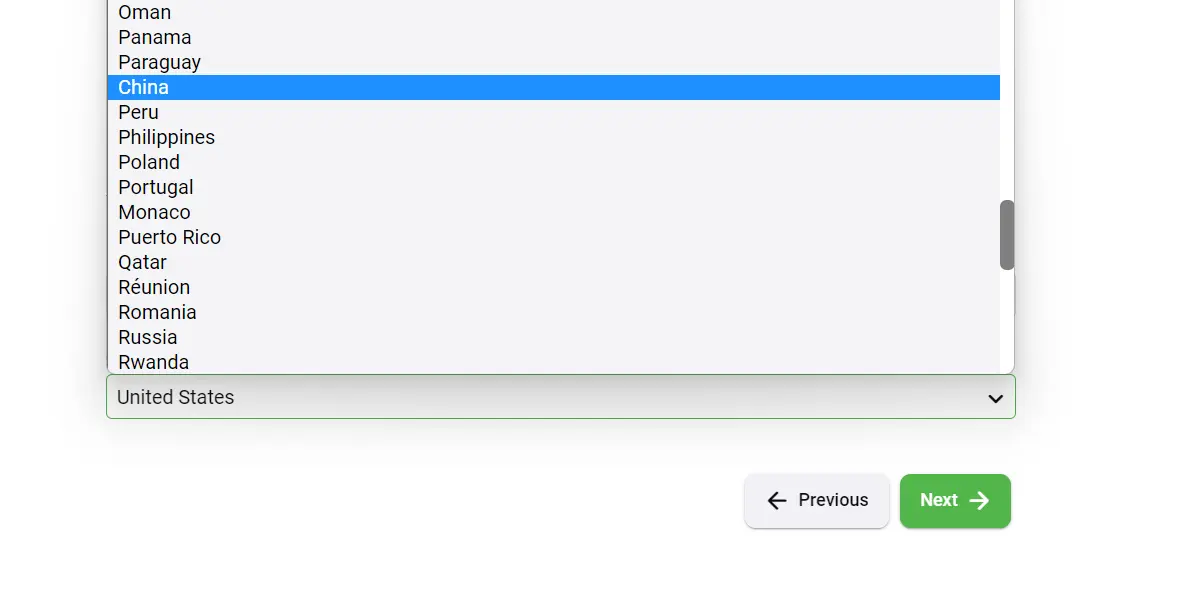 Oman
Panama
Paraguay
China
Peru
Philippines
Poland
Portugal
Monaco
Puerto Rico
Qatar
Réunion
Romania
Russia
Rwanda
United States
Previous
Next